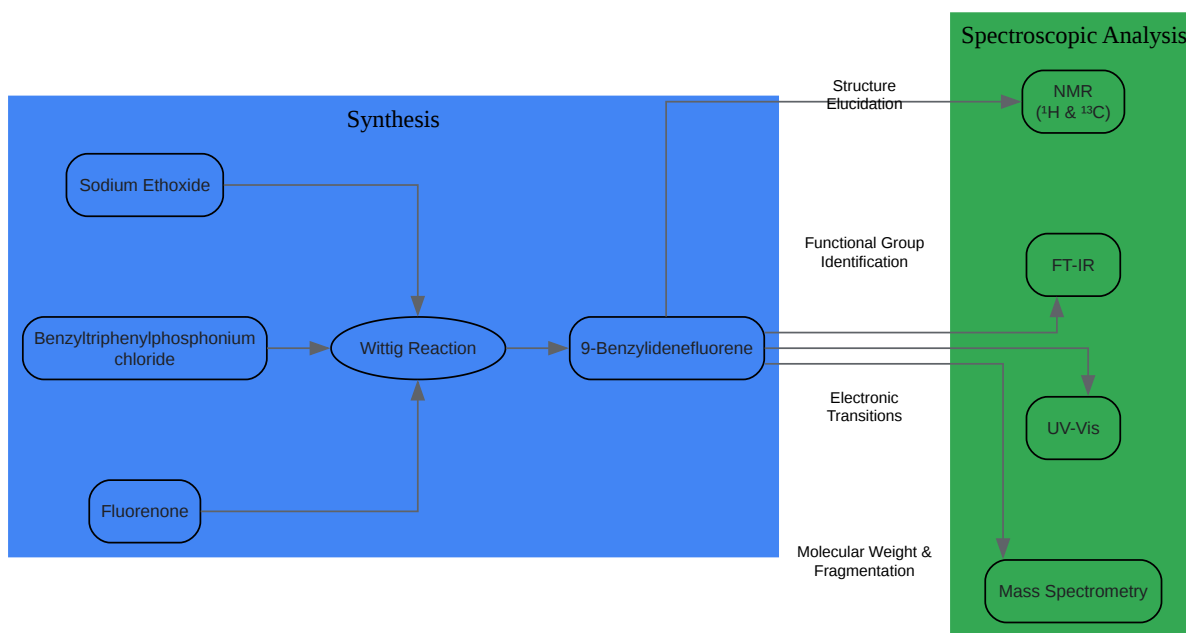 Spectroscopic Analysis
Structure
Elucidation
NMR
(¹H & ¹³C)
Synthesis
Sodium Ethoxide
Functional Group
Identification
FT-IR
Benzyltriphenylphosphonium
chloride
Wittig Reaction
9-Benzylidenefluorene
Electronic
Transitions
UV-Vis
Fluorenone
Molecular Weight &
Fragmentation
Mass Spectrometry